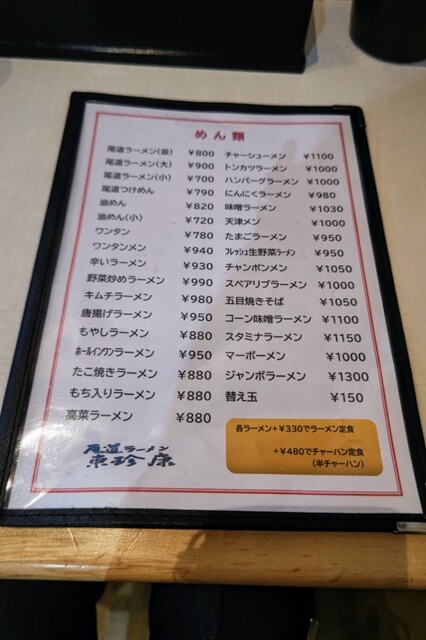 めん類
尾道ラーメン(並) ¥800
尾道ラーメン(大) ¥900
尾道ラーメン(小) ¥700
尾道つけめん ¥790
油めん ¥820
油めん(小) ¥720
ワンタン ¥780
ワンタンメン ¥940
辛いラーメン ¥930
野菜炒めラーメン ¥990
キムチラーメン ¥980
唐揚げラーメン ¥950
もやしラーメン ¥880
ホールインワンラーメン ¥950
たこ焼きラーメン ¥880
もち入りラーメン ¥880
高菜ラーメン ¥880
チャーシューメン ¥1100
トンカツラーメン ¥1000
ハンバーグラーメン ¥1000
にんにくラーメン ¥980
味噌ラーメン ¥1030
天津メン ¥1000
たまごラーメン ¥950
フレッシュ生野菜ラーメン ¥950
チャンポンメン ¥1050
スペアリブラーメン ¥1000
五目焼きそば ¥1050
コーン味噌ラーメン ¥1100
スタミナラーメン ¥1150
マーボーメン ¥1000
ジャンボラーメン ¥1300
替え玉 ¥150
各ラーメン+¥330でラーメン定食
+¥480でチャーハン定食
(半チャーハン)
尾道ラーメン
東珍康